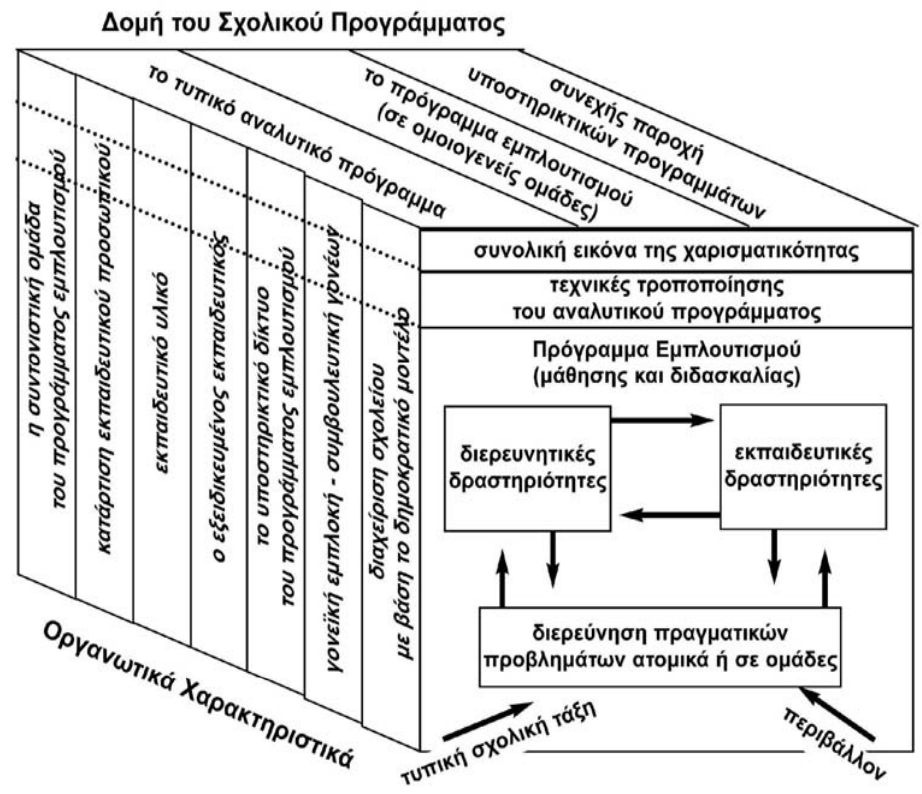 Δομή του Σχολικού Προγράμματος
το τυπικό αναλυτικό πρόγραμμα
το πρόγραμμα εμπλουτισμού
(σε ομοιογενείς ομάδες)
συνεχής παροχή
υποστηρικτικών προγραμμάτων
η συντονιστική ομάδα
του προγράμματος εμπλουτισμού
κατάρτιση εκπαιδευτικού προσωπικού
εκπαιδευτικό υλικό
ο εξειδικευμένος εκπαιδευτικός
το υποστηρικτικό δίκτυο
του προγράμματος εμπλουτισμού
γονεϊκή εμπλοκή - συμβουλευτική γονέων
διαχείριση σχολείου
με βάση το δημοκρατικό μοντέλο
Οργανωτικά Χαρακτηριστικά
συνολική εικόνα της χαρισματικότητας
τεχνικές τροποποίησης
του αναλυτικού προγράμματος
Πρόγραμμα Εμπλουτισμού
(μάθησης και διδασκαλίας)
διερευνητικές
δραστηριότητες
εκπαιδευτικές
δραστηριότητες
διερεύνηση πραγματικών
προβλημάτων ατομικά ή σε ομάδες
τυπική σχολική τάξη
περιβάλλον